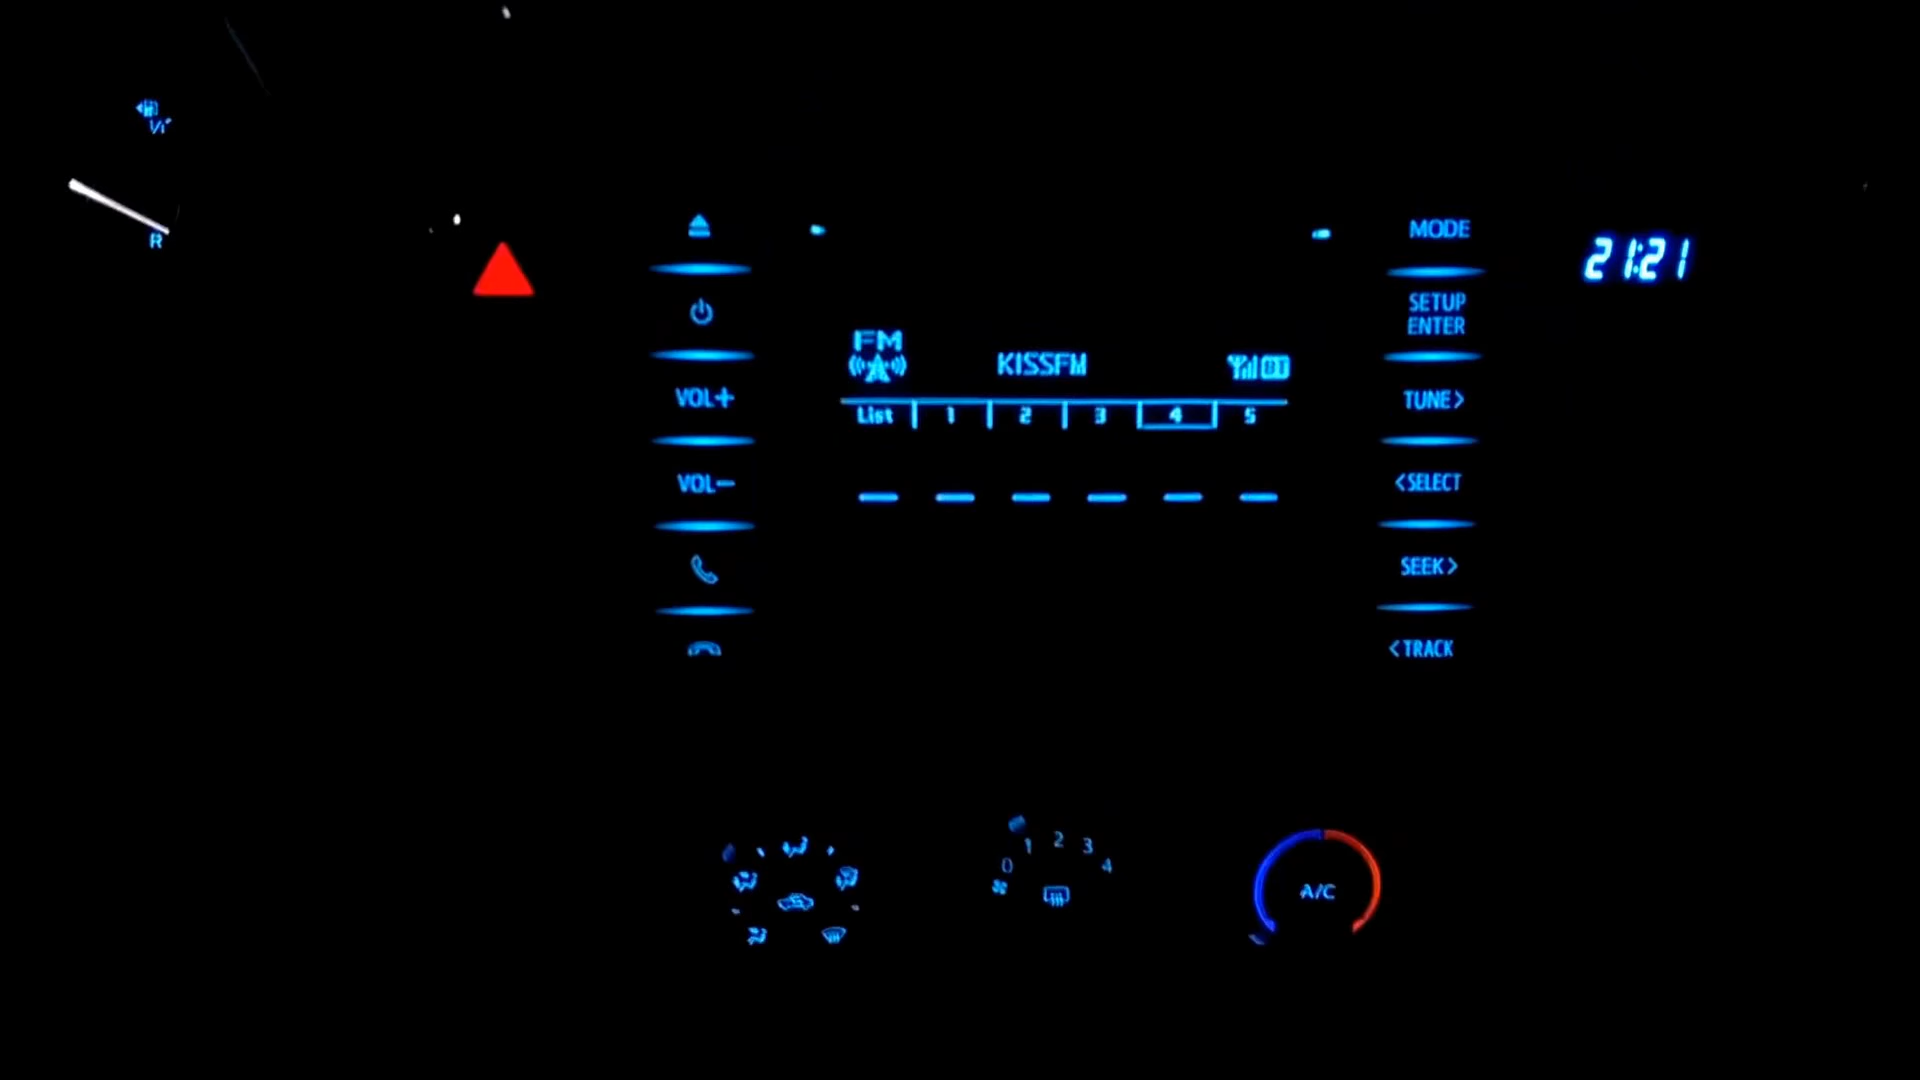 R
MODE
21:21
SETUP
ENTER
FM
KISSFM
VOL+
TUNE>
List 1 2 3 4 5
VOL-
<SELECT
SEEK>
<TRACK
0 1 2 3 4
A/C